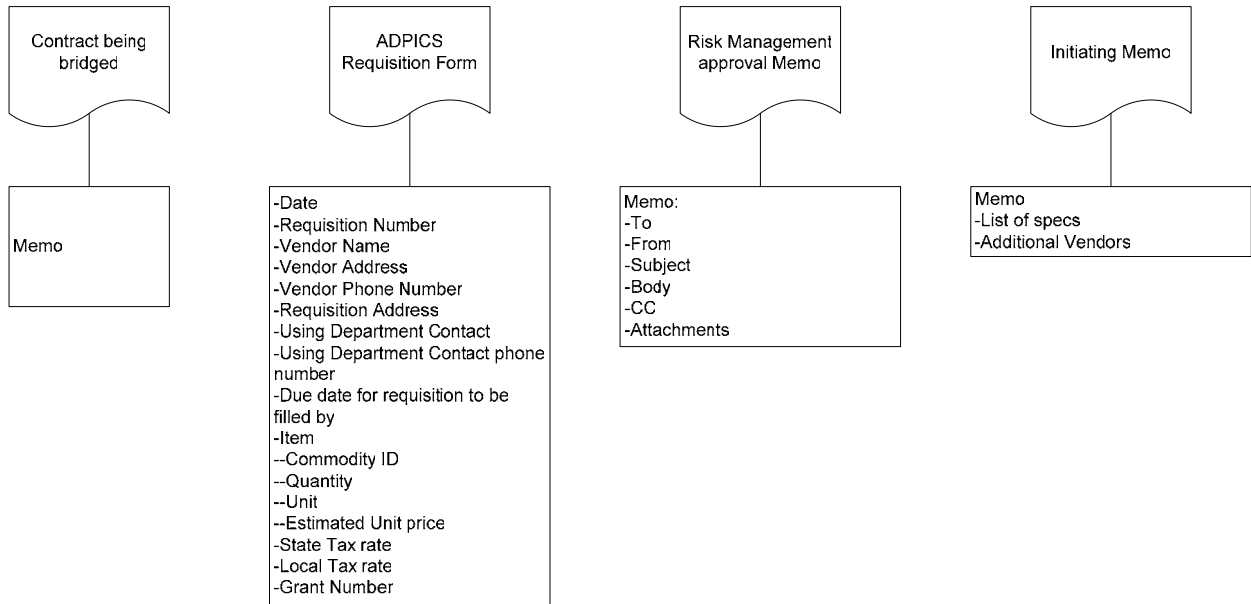 Contract being
bridged
ADPICS
Requisition Form
Risk Management
approval Memo
Initiating Memo
Memo
-Date
-Requisition Number
-Vendor Name
-Vendor Address
-Vendor Phone Number
-Requisition Address
-Using Department Contact
-Using Department Contact phone
number
-Due date for requisition to be
filled by
-Item
--Commodity ID
--Quantity
--Unit
--Estimated Unit price
-State Tax rate
-Local Tax rate
-Grant Number
Memo:
-To
-From
-Subject
-Body
-CC
-Attachments
Memo
-List of specs
-Additional Vendors